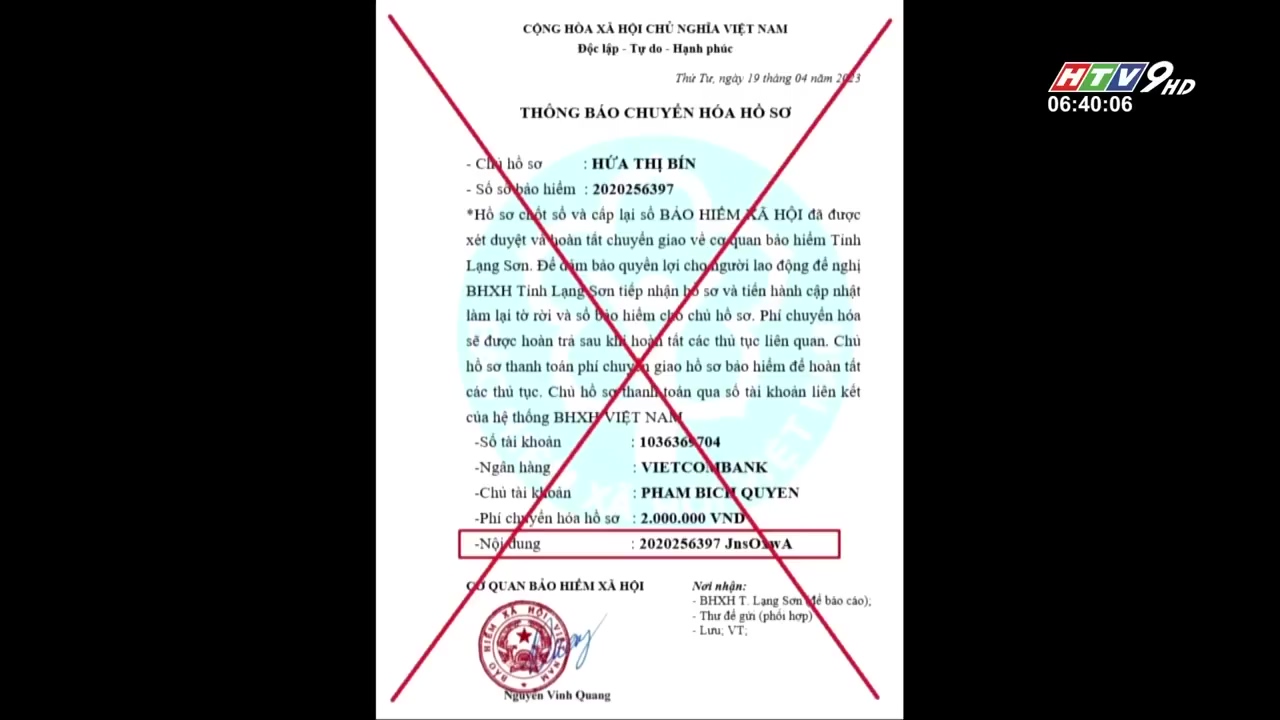 CỘNG HÒA XÃ HỘI CHỦ NGHĨA VIỆT NAM
Độc lập - Tự do - Hạnh phúc
Thứ Tư, ngày 19 tháng 04 năm 2023
THÔNG BÁO CHUYỂN HÓA HỒ SƠ
- Chủ hồ sơ : HỨA THỊ BÍN
- Số sổ bảo hiểm : 2020256397
*Hồ sơ chốt sổ và cấp lại sổ BẢO HIỂM XÃ HỘI đã được
xét duyệt và hoàn tất chuyển giao về cơ quan bảo hiểm Tỉnh
Lạng Sơn. Để đảm bảo quyền lợi cho người lao động đề nghị
BHXH Tỉnh Lạng Sơn tiếp nhận hồ sơ và tiến hành cập nhật
làm lại tờ rời và sổ bảo hiểm cho chủ hồ sơ. Phí chuyển hóa
sẽ được hoàn trả sau khi hoàn tất các thủ tục liên quan. Chủ
hồ sơ thanh toán phí chuyển giao hồ sơ bảo hiểm để hoàn tất
các thủ tục. Chủ hồ sơ thanh toán qua số tài khoản liên kết
của hệ thống BHXH VIỆT NAM
-Số tài khoản : 1036369704
-Ngân hàng : VIETCOMBANK
-Chủ tài khoản : PHAM BICH QUYEN
-Phí chuyển hóa hồ sơ : 2.000.000 VND
-Nội dung : 2020256397
CƠ QUAN BẢO HIỂM XÃ HỘI
BẢO HIỂM XÃ HỘI VIỆT NAM
Nguyễn Vinh Quang
Nơi nhận:
- BHXH T. Lạng Sơn (để báo cáo);
- Thư để gửi (phối hợp)
- Lưu; VT;
HTV9 HD
06:40:06